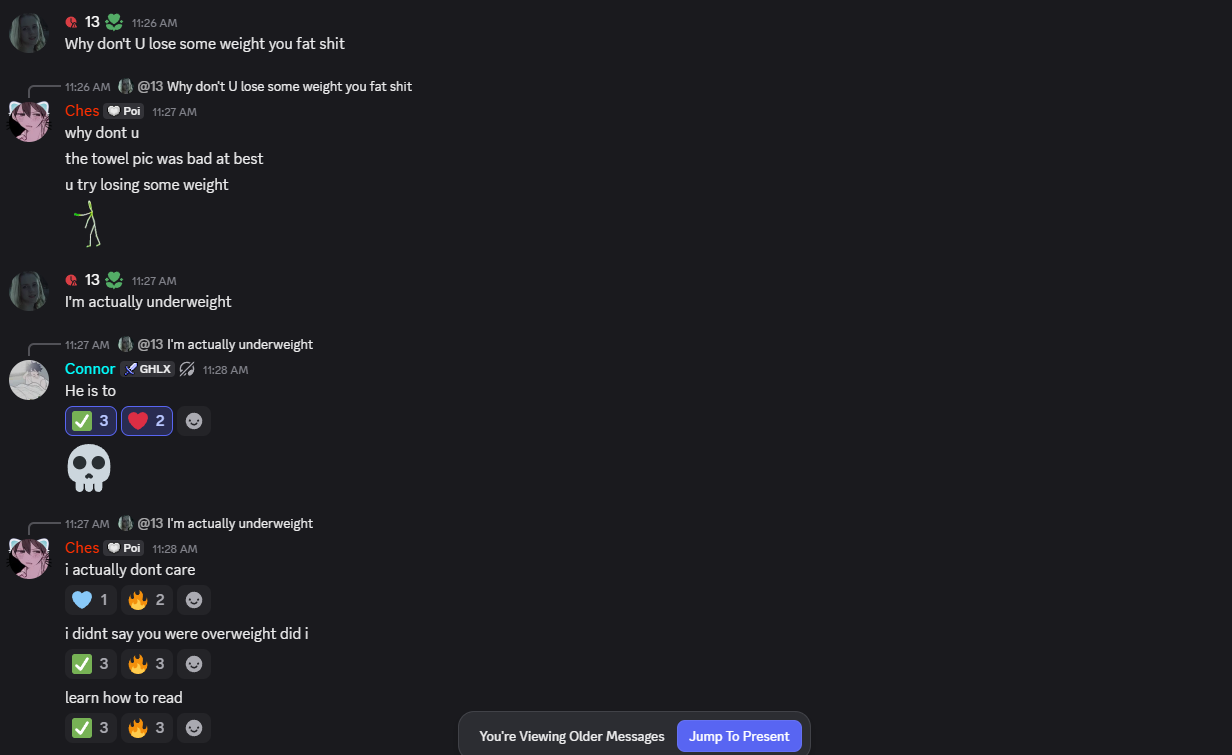 13 11:26 AM
Why don't U lose some weight you fat shit
11:26 AM @13 Why don't U lose some weight you fat shit
Ches Poi 11:27 AM
why dont u
the towel pic was bad at best
u try losing some weight
13 11:27 AM
I'm actually underweight
11:27 AM @13 I'm actually underweight
Connor GHLX 11:28 AM
He is to
3 2
11:27 AM @13 I'm actually underweight
Ches Poi 11:28 AM
i actually dont care
1 2
i didnt say you were overweight did i
3 3
learn how to read
3 3
You're Viewing Older Messages Jump To Present